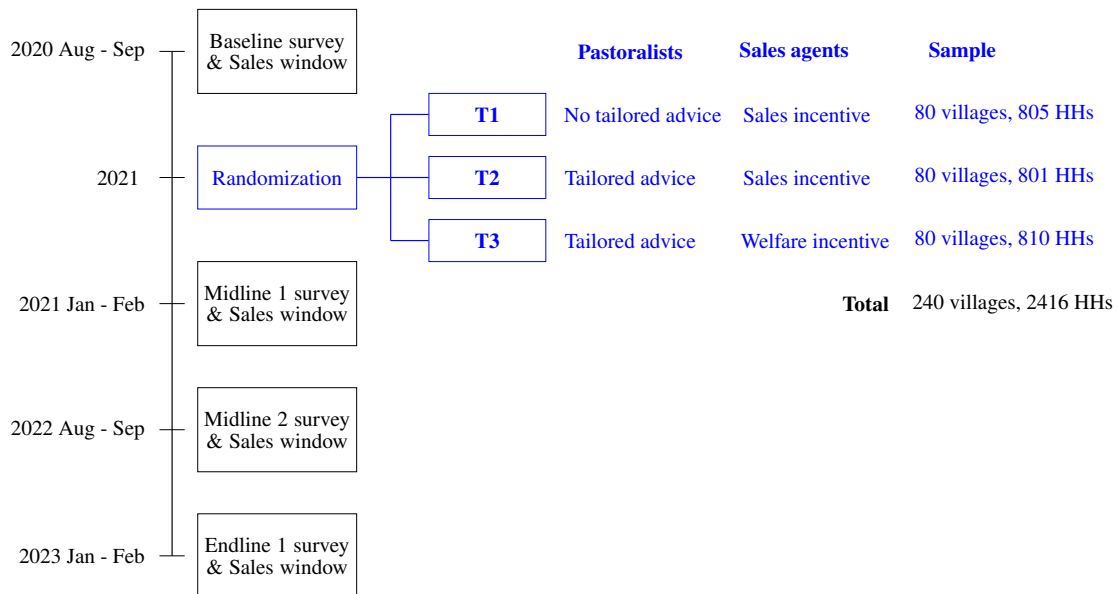 2020 Aug - Sep
Baseline survey
& Sales window
Pastoralists
Sales agents
Sample
T1
No tailored advice
Sales incentive
80 villages, 805 HHs
2021
Randomization
T2
Tailored advice
Sales incentive
80 villages, 801 HHs
T3
Tailored advice
Welfare incentive
80 villages, 810 HHs
2021 Jan - Feb
Midline 1 survey
& Sales window
Total
240 villages, 2416 HHs
2022 Aug - Sep
Midline 2 survey
& Sales window
2023 Jan - Feb
Endline 1 survey
& Sales window